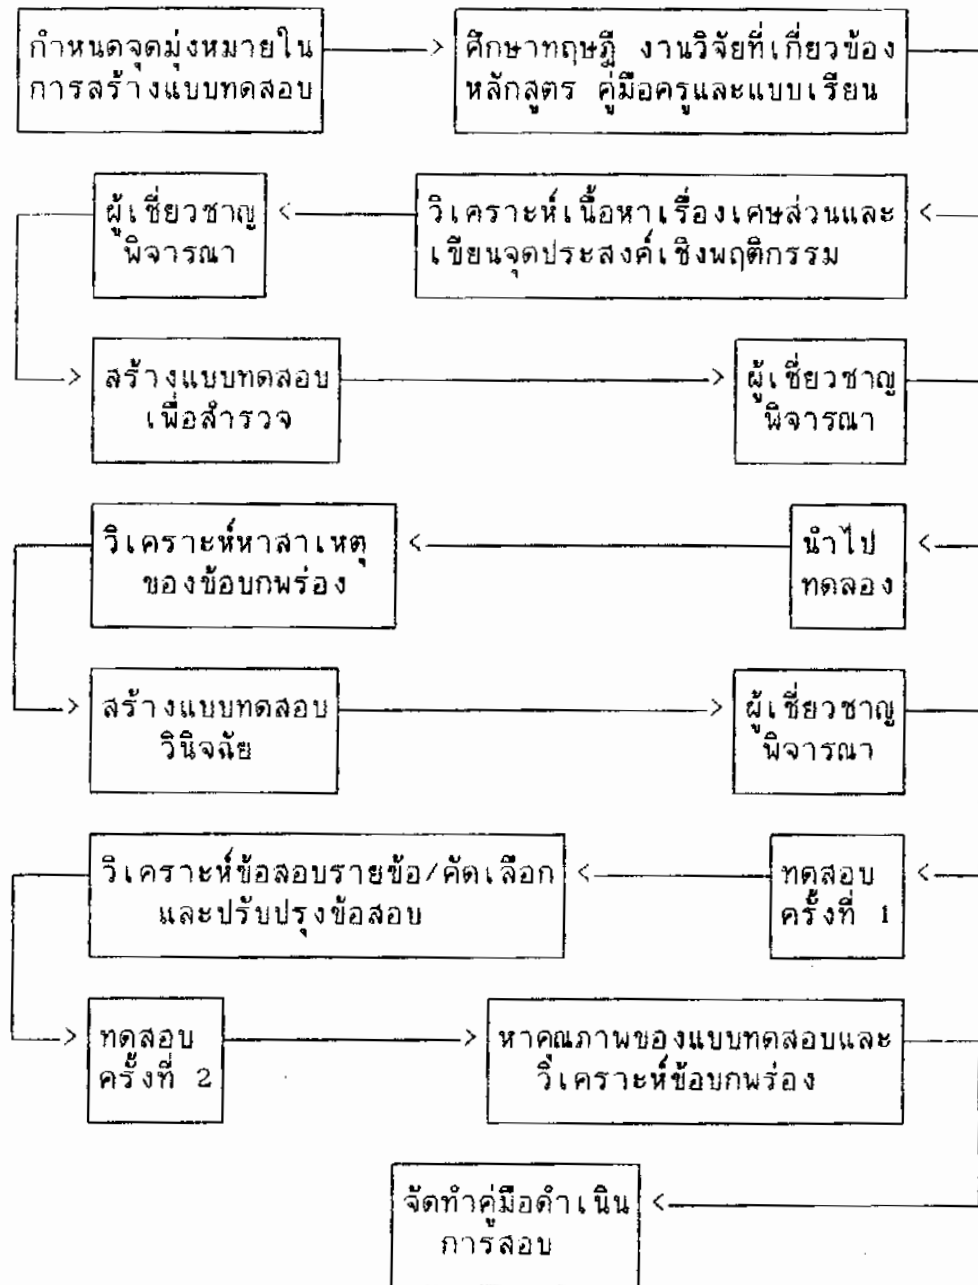 กำหนดจุดมุ่งหมายใน
การสร้างแบบทดสอบ
ศึกษาทฤษฎี งานวิจัยที่เกี่ยวข้อง
หลักสูตร คู่มือครูและแบบเรียน
วิเคราะห์เนื้อหาเรื่องเศษส่วนและ
เขียนจุดประสงค์เชิงพฤติกรรม
ผู้เชี่ยวชาญ
พิจารณา
สร้างแบบทดสอบ
เพื่อสำรวจ
ผู้เชี่ยวชาญ
พิจารณา
นำไป
ทดลอง
วิเคราะห์หาสาเหตุ
ของข้อบกพร่อง
สร้างแบบทดสอบ
วินิจฉัย
ผู้เชี่ยวชาญ
พิจารณา
ทดสอบ
ครั้งที่ 1
วิเคราะห์ข้อสอบรายข้อ/คัดเลือก
และปรับปรุงข้อสอบ
ทดสอบ
ครั้งที่ 2
หาคุณภาพของแบบทดสอบและ
วิเคราะห์ข้อบกพร่อง
จัดทำคู่มือดำเนิน
การสอบ